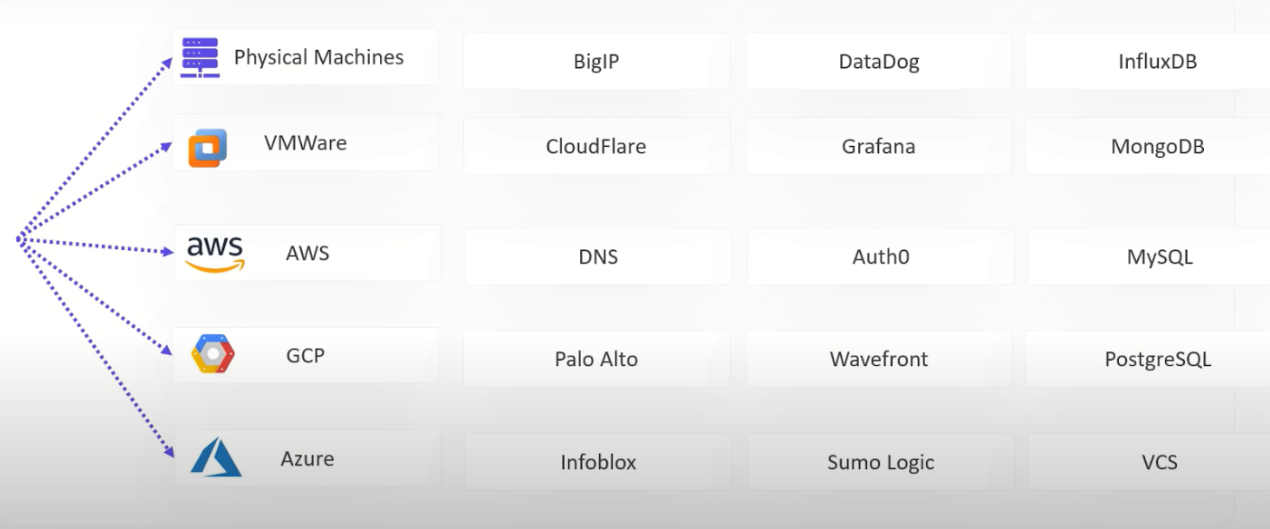 Physical Machines
BigIP
DataDog
InfluxDB
VMWare
CloudFlare
Grafana
MongoDB
aws
AWS
DNS
Auth0
MySQL
GCP
Palo Alto
Wavefront
PostgreSQL
Azure
Infoblox
Sumo Logic
VCS